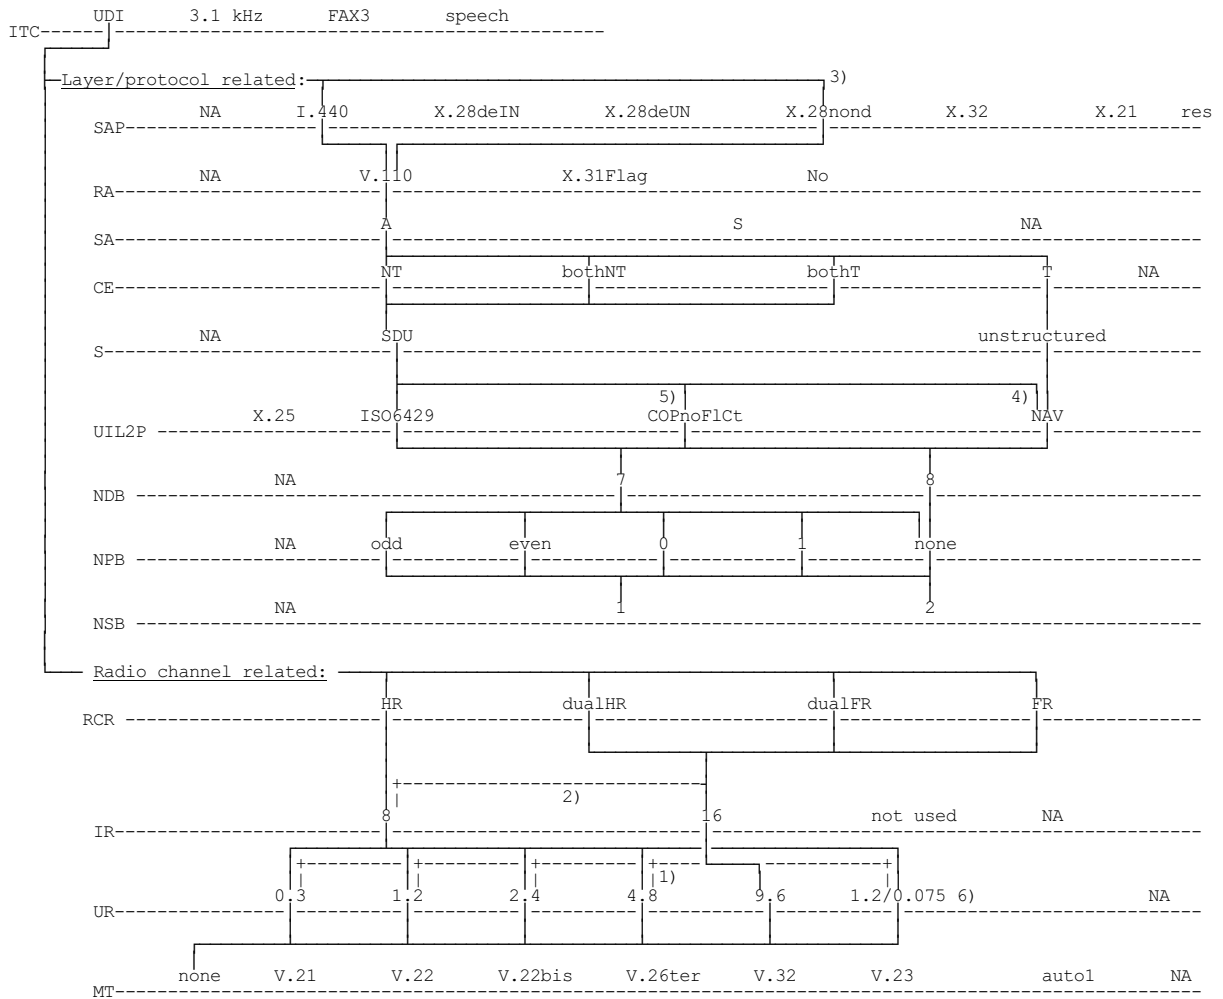 UDI 3.1 kHz FAX3 speech
ITC
Layer/protocol related: 3)
NA I.440 X.28deIN X.28deUN X.28nond X.32 X.21 res
SAP
NA V.110 X.31Flag No
RA
A S NA
SA
NT bothNT bothT T NA
CE
NA SDU unstructured
S
5) 4)
X.25 ISO6429 COPnoFlCt NAV
UIL2P
NA 7 8
NDB
NA odd even 0 1 none
NPB
NA 1 2
NSB
Radio channel related:
HR dualHR dualFR FR
RCR
2)
8 16 not used NA
IR
1)
0.3 1.2 2.4 4.8 9.6 1.2/0.075 6) NA
UR
none V.21 V.22 V.22bis V.26ter V.32 V.23 auto1 NA
MT